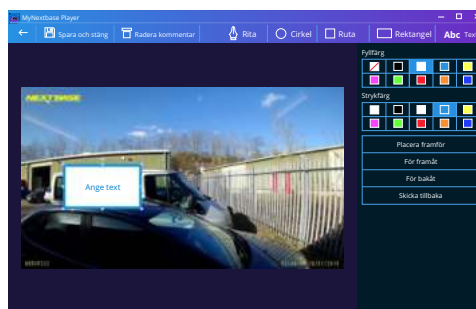 MyNextbase Player
Spara och stäng
Radera kommentar
Rita
Cirkel
Ruta
Rektangel
Abc Tex
Fyllfärg
Strykfärg
Placera framför
För framåt
För bakåt
Skicka tillbaka
NEXTBASE
Ange text